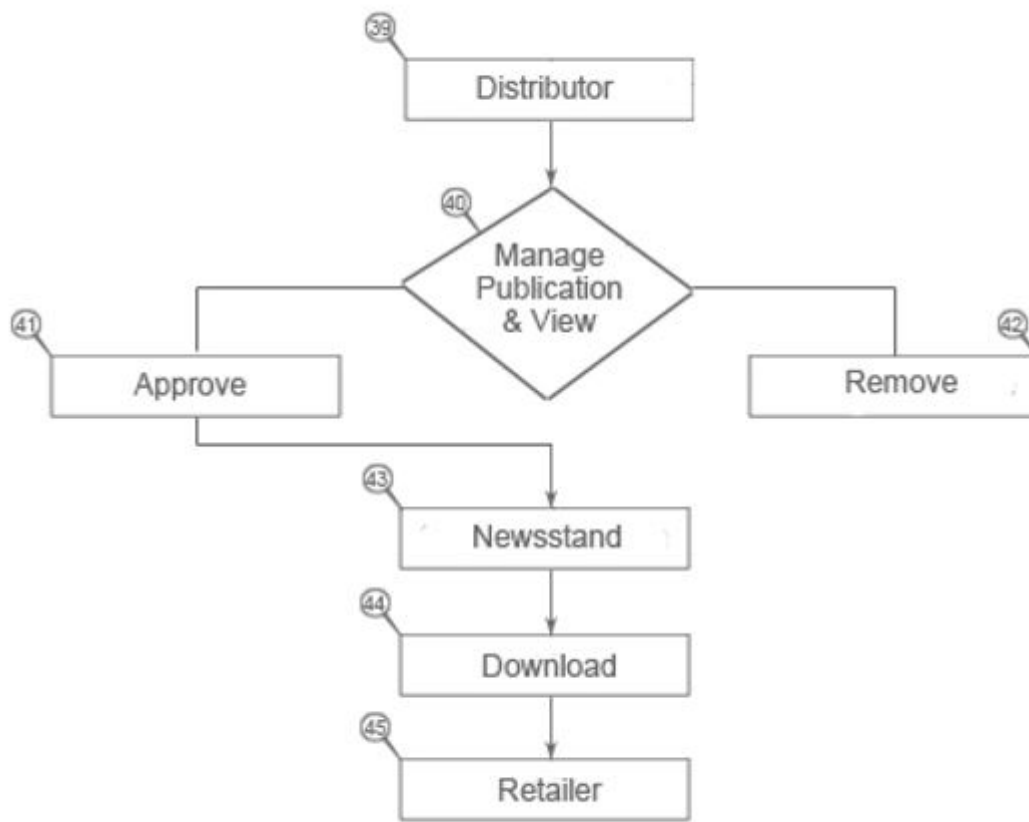 39
Distributor
40
Manage
Publication
& View
41
Approve
42
Remove
43
Newsstand
44
Download
45
Retailer